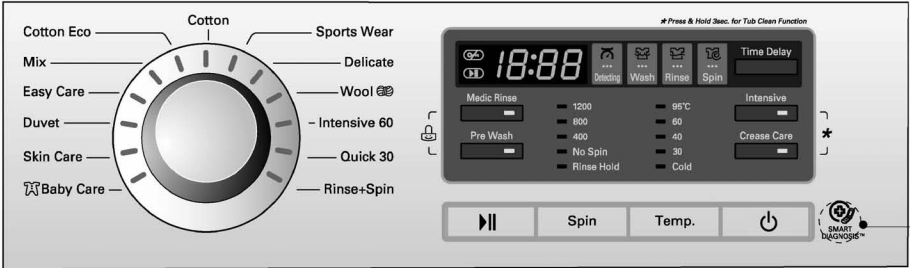 Cotton
Cotton Eco
Mix
Easy Care
Duvet
Skin Care
Baby Care
Sports Wear
Delicate
Wool
Intensive 60
Quick 30
Rinse+Spin
*Press & Hold 3sec. for Tub Clean Function
18:88
Detecting
Wash
Rinse
Spin
Time Delay
Medic Rinse
Pre Wash
1200
800
400
No Spin
Rinse Hold
95℃
60
40
30
Cold
Intensive
Crease Care
*
Spin
Temp.
SMART
DIAGNOSIS™